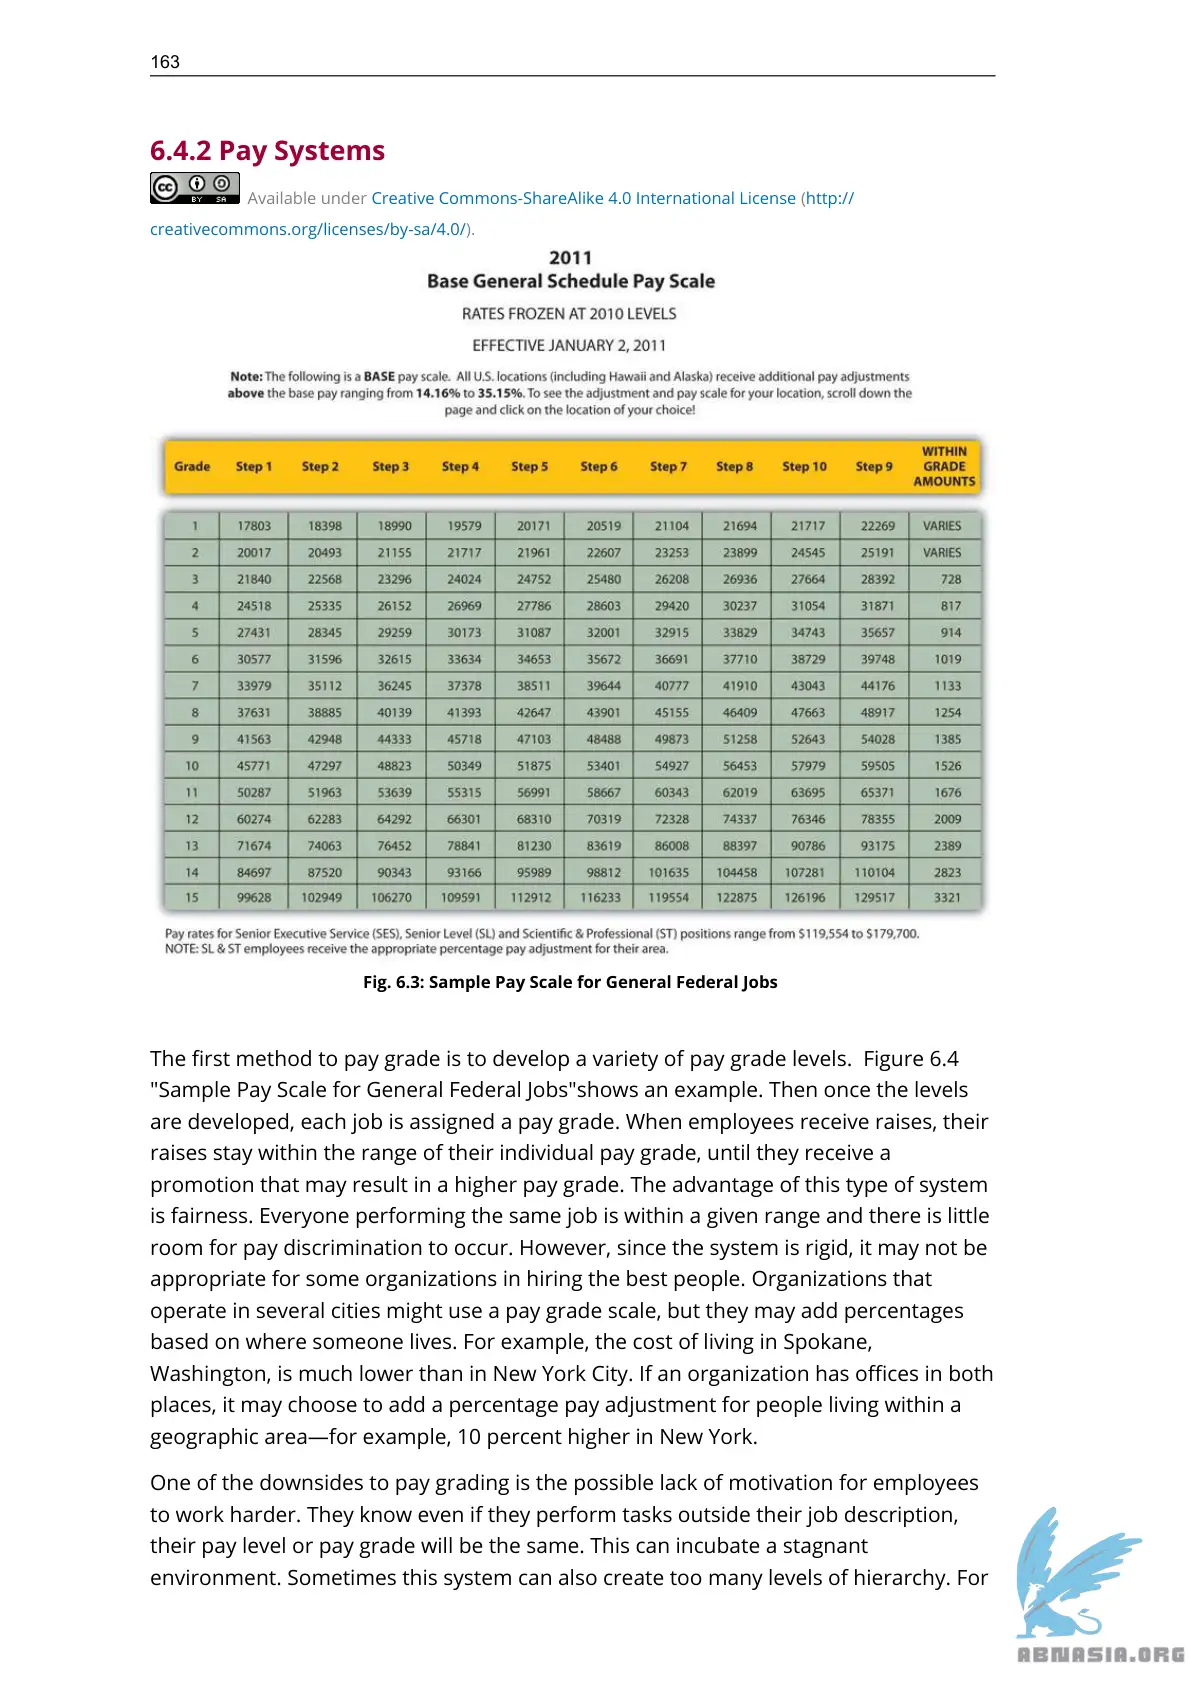 163
6.4.2 Pay Systems
cc BY SA Available under Creative Commons-ShareAlike 4.0 International License (http://
creativecommons.org/licenses/by-sa/4.0/).
2011
Base General Schedule Pay Scale
RATES FROZEN AT 2010 LEVELS
EFFECTIVE JANUARY 2, 2011
Note: The following is a BASE pay scale. All U.S. locations (including Hawaii and Alaska) receive additional pay adjustments
above the base pay ranging from 14.16% to 35.15%. To see the adjustment and pay scale for your location, scroll down the
page and click on the location of your choice!
Grade Step 1 Step 2 Step 3 Step 4 Step 5 Step 6 Step 7 Step 8 Step 10 Step 9 WITHIN GRADE AMOUNTS
1 17803 18398 18990 19579 20171 20519 21104 21694 21717 22269 VARIES
2 20017 20493 21155 21717 21961 22607 23253 23899 24545 25191 VARIES
3 21840 22568 23296 24024 24752 25480 26208 26936 27664 28392 728
4 24518 25335 26152 26969 27786 28603 29420 30237 31054 31871 817
5 27431 28345 29259 30173 31087 32001 32915 33829 34743 35657 914
6 30577 31596 32615 33634 34653 35672 36691 37710 38729 39748 1019
7 33979 35112 36245 37378 38511 39644 40777 41910 43043 44176 1133
8 37631 38885 40139 41393 42647 43901 45155 46409 47663 48917 1254
9 41563 42948 44333 45718 47103 48488 49873 51258 52643 54028 1385
10 45771 47297 48823 50349 51875 53401 54927 56453 57979 59505 1526
11 50287 51963 53639 55315 56991 58667 60343 62019 63695 65371 1676
12 60274 62283 64292 66301 68310 70319 72328 74337 76346 78355 2009
13 71674 74063 76452 78841 81230 83619 86008 88397 90786 93175 2389
14 84697 87520 90343 93166 95989 98812 101635 104458 107281 110104 2823
15 99628 102949 106270 109591 112912 116233 119554 122875 126196 129517 3321
Pay rates for Senior Executive Service (SES), Senior Level (SL) and Scientific & Professional (ST) positions range from $119,554 to $179,700.
NOTE: SL & ST employees receive the appropriate percentage pay adjustment for their area.
Fig. 6.3: Sample Pay Scale for General Federal Jobs
The first method to pay grade is to develop a variety of pay grade levels. Figure 6.4
"Sample Pay Scale for General Federal Jobs"shows an example. Then once the levels
are developed, each job is assigned a pay grade. When employees receive raises, their
raises stay within the range of their individual pay grade, until they receive a
promotion that may result in a higher pay grade. The advantage of this type of system
is fairness. Everyone performing the same job is within a given range and there is little
room for pay discrimination to occur. However, since the system is rigid, it may not be
appropriate for some organizations in hiring the best people. Organizations that
operate in several cities might use a pay grade scale, but they may add percentages
based on where someone lives. For example, the cost of living in Spokane,
Washington, is much lower than in New York City. If an organization has offices in both
places, it may choose to add a percentage pay adjustment for people living within a
geographic area—for example, 10 percent higher in New York.
One of the downsides to pay grading is the possible lack of motivation for employees
to work harder. They know even if they perform tasks outside their job description,
their pay level or pay grade will be the same. This can incubate a stagnant
environment. Sometimes this system can also create too many levels of hierarchy. For
ABNASIA.ORG